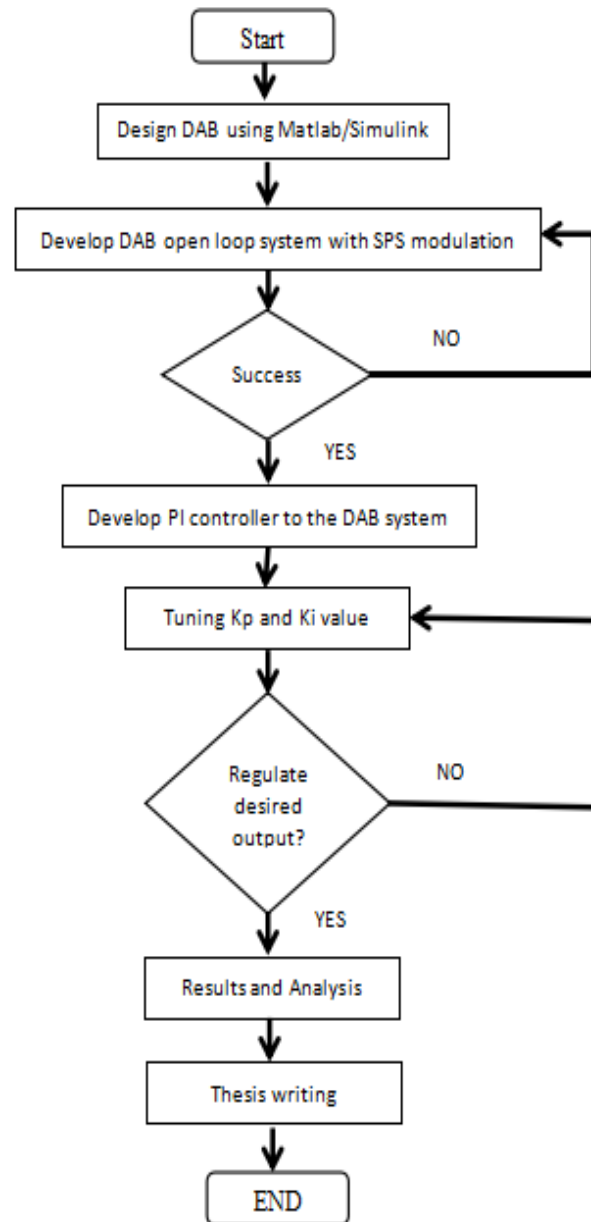 Start
Design DAB using Matlab/Simulink
Develop DAB open loop system with SPS modulation
NO
Success
YES
Develop PI controller to the DAB system
Tuning Kp and Ki value
Regulate
desired
output?
NO
YES
Results and Analysis
Thesis writing
END